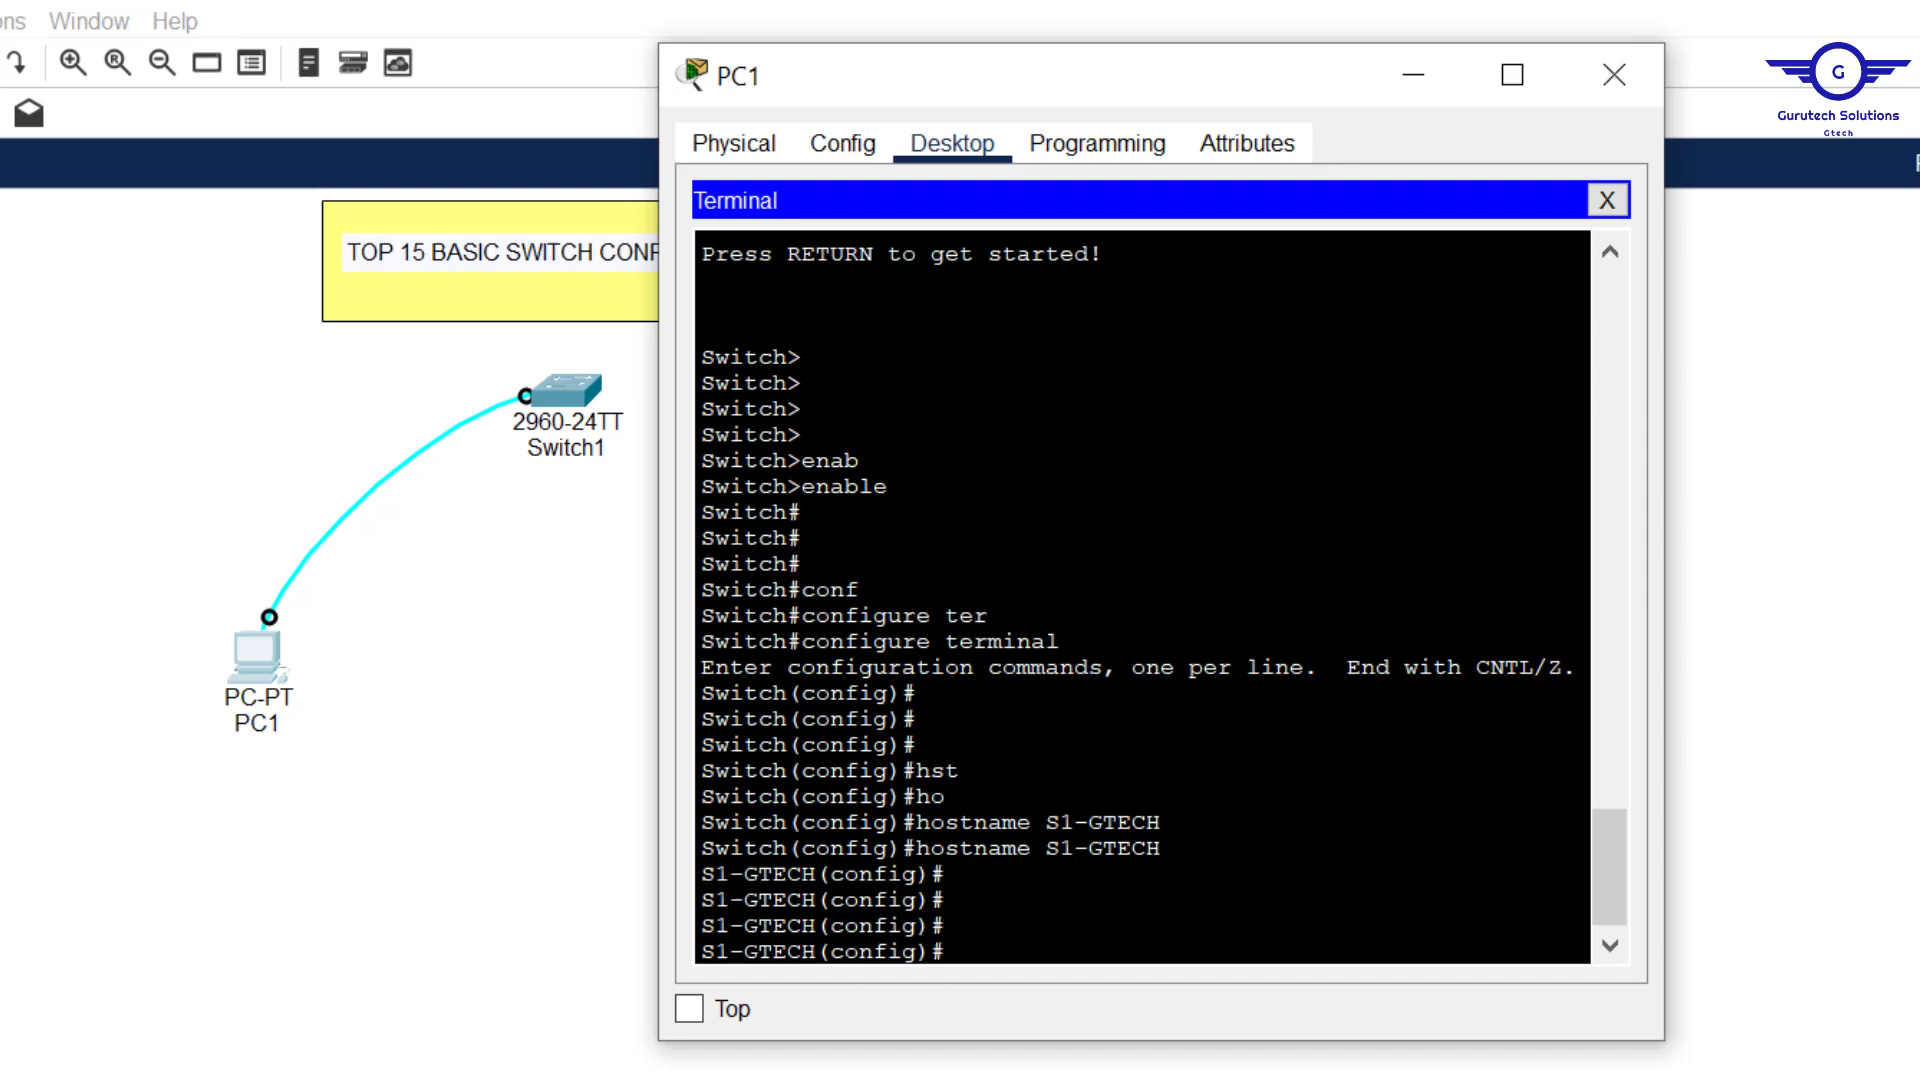 ons Window Help
PC1
G
Gurutech Solutions
Gtech
Physical Config Desktop Programming Attributes
Terminal X
TOP 15 BASIC SWITCH CONF
2960-24TT
Switch1
PC-PT
PC1
Press RETURN to get started!
Switch>
Switch>
Switch>
Switch>
Switch>enab
Switch>enable
Switch#
Switch#
Switch#
Switch#conf
Switch#configure ter
Switch#configure terminal
Enter configuration commands, one per line.  End with CNTL/Z.
Switch(config)#
Switch(config)#
Switch(config)#
Switch(config)#hst
Switch(config)#ho
Switch(config)#hostname S1-GTECH
Switch(config)#hostname S1-GTECH
S1-GTECH(config)#
S1-GTECH(config)#
S1-GTECH(config)#
S1-GTECH(config)#
Top